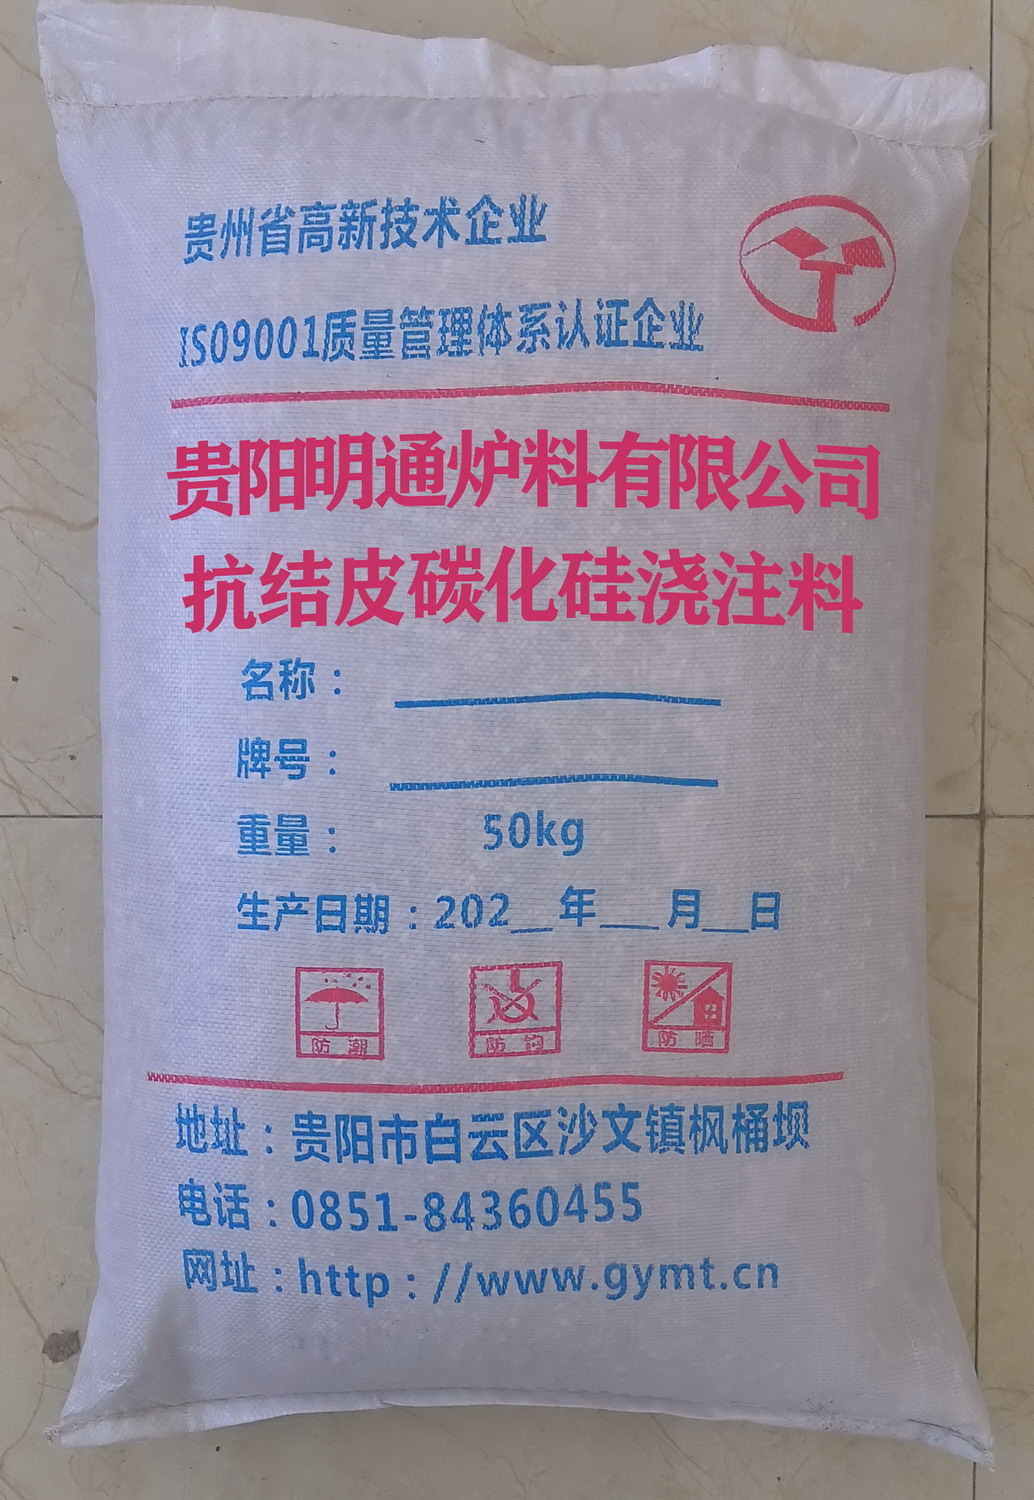 贵州省高新技术企业
ISO9001质量管理体系认证企业
贵阳明通炉料有限公司
抗结皮碳化硅浇注料
名称：
牌号：
重量： 50kg
生产日期：202__年___月__日
防 潮
防 钩
防 晒
地址：贵阳市白云区沙文镇枫桶坝
电话：0851-84360455
网址：http：//www.gymt.cn